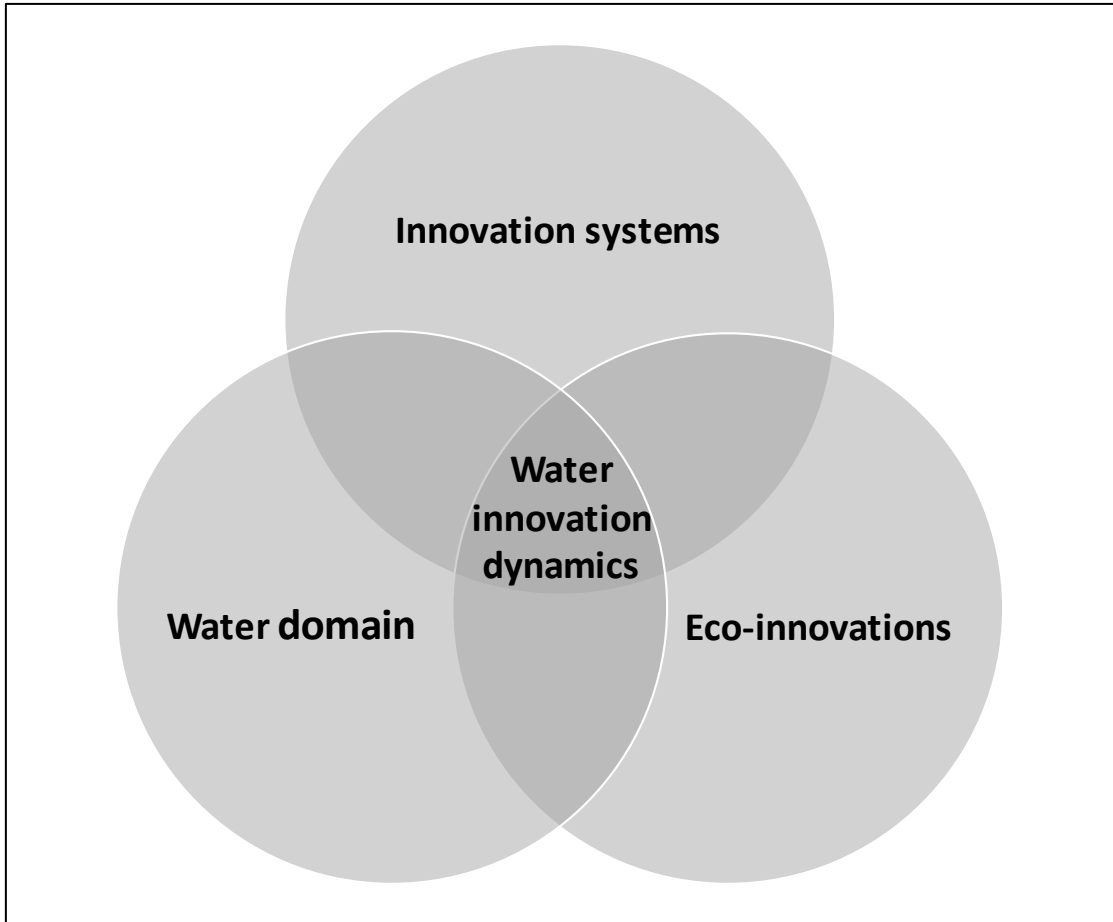 Innovation systems
Water
innovation
dynamics
Water domain
Eco-innovations